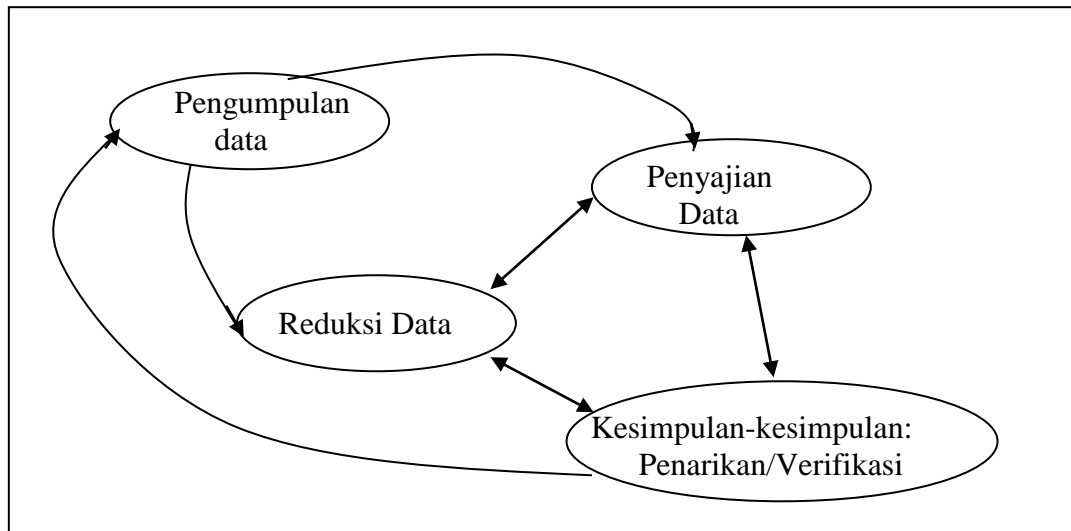 Pengumpulan
data
Penyajian
Data
Reduksi Data
Kesimpulan-kesimpulan:
Penarikan/Verifikasi